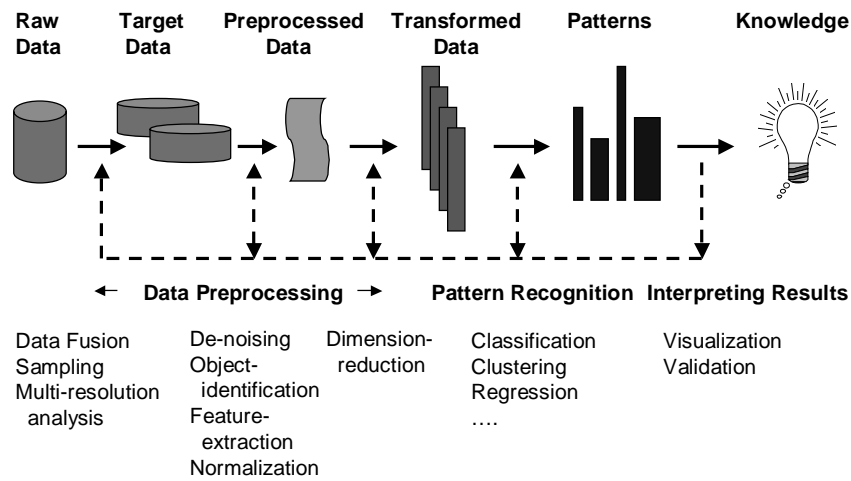 Raw
Data
Target
Data
Preprocessed
Data
Transformed
Data
Patterns
Knowledge
Data Preprocessing
Pattern Recognition
Interpreting Results
Data Fusion
Sampling
Multi-resolution
analysis
De-noising
Object-
identification
Feature-
extraction
Normalization
Dimension-
reduction
Classification
Clustering
Regression
....
Visualization
Validation